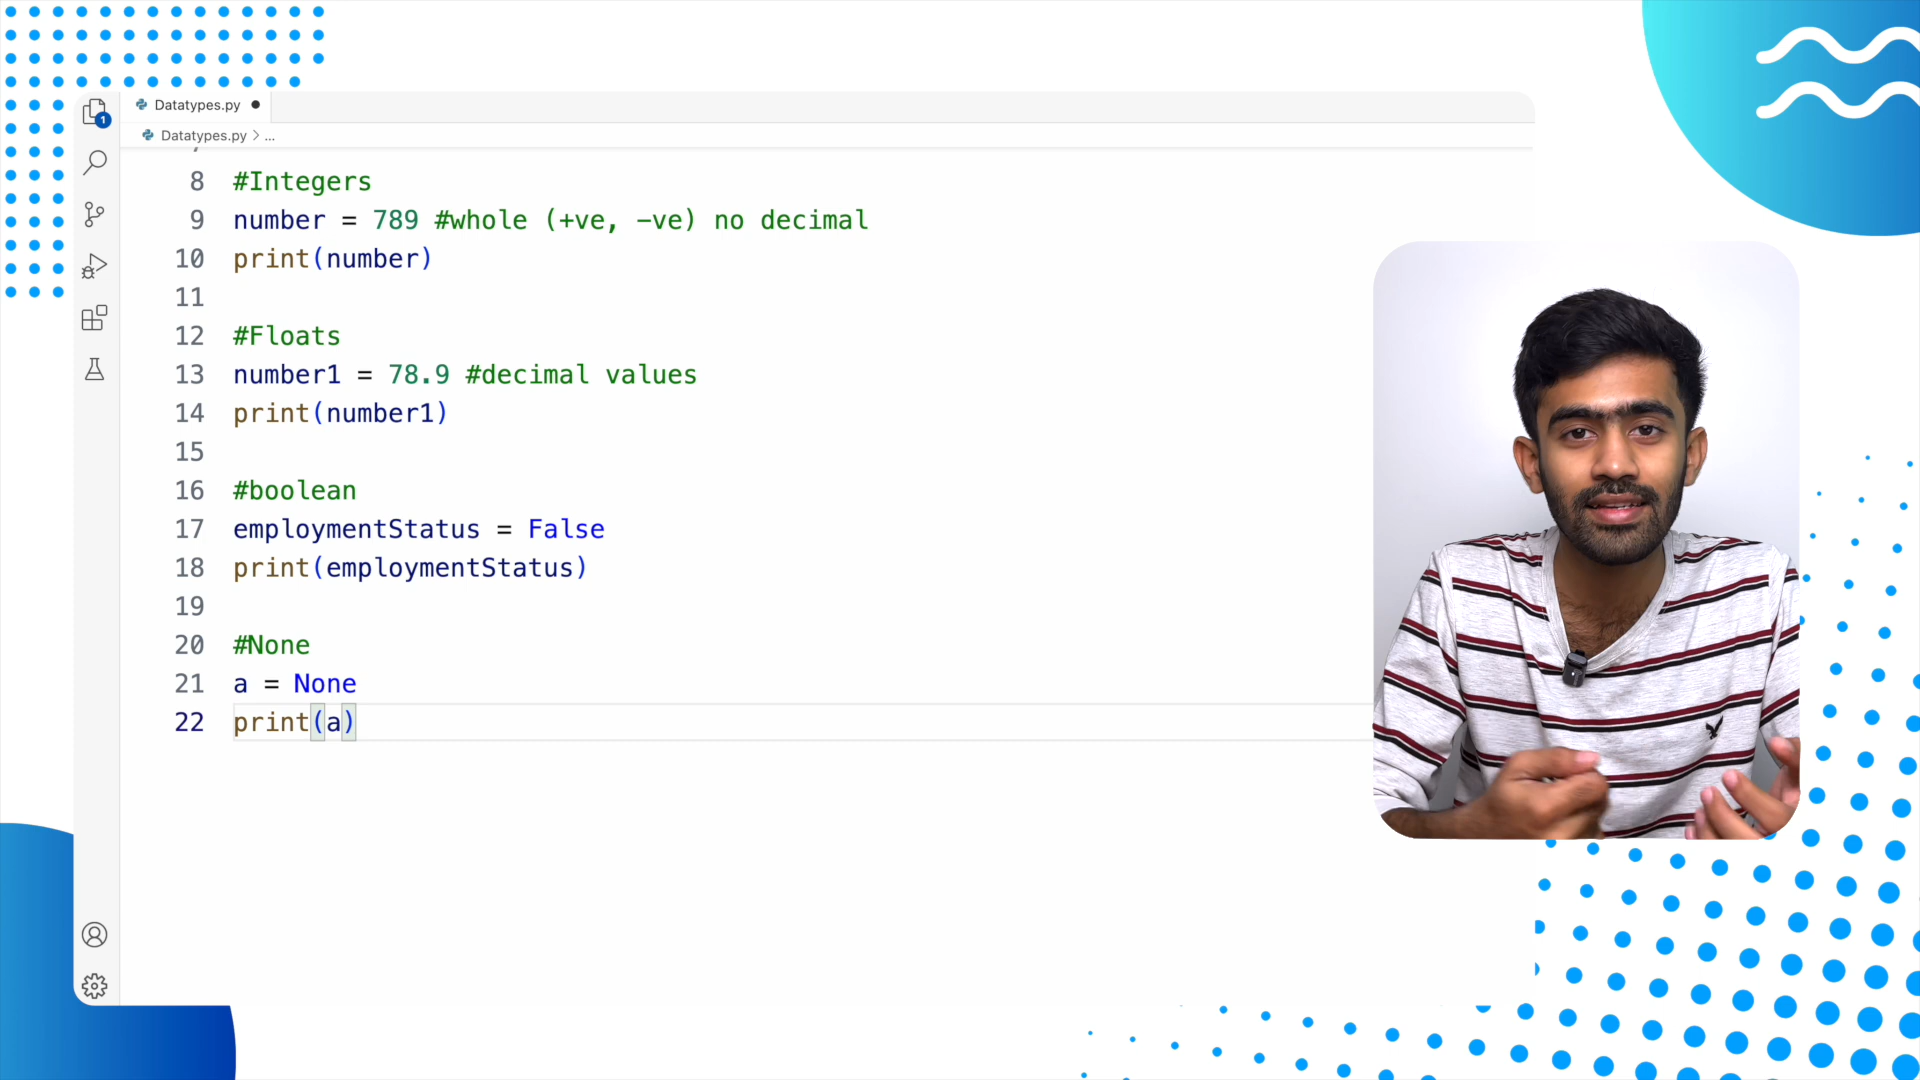 1
Datatypes.py
Datatypes.py > ...
8 #Integers
9 number = 789 #whole (+ve, -ve) no decimal
10 print(number)
11
12 #Floats
13 number1 = 78.9 #decimal values
14 print(number1)
15
16 #boolean
17 employmentStatus = False
18 print(employmentStatus)
19
20 #None
21 a = None
22 print(a)